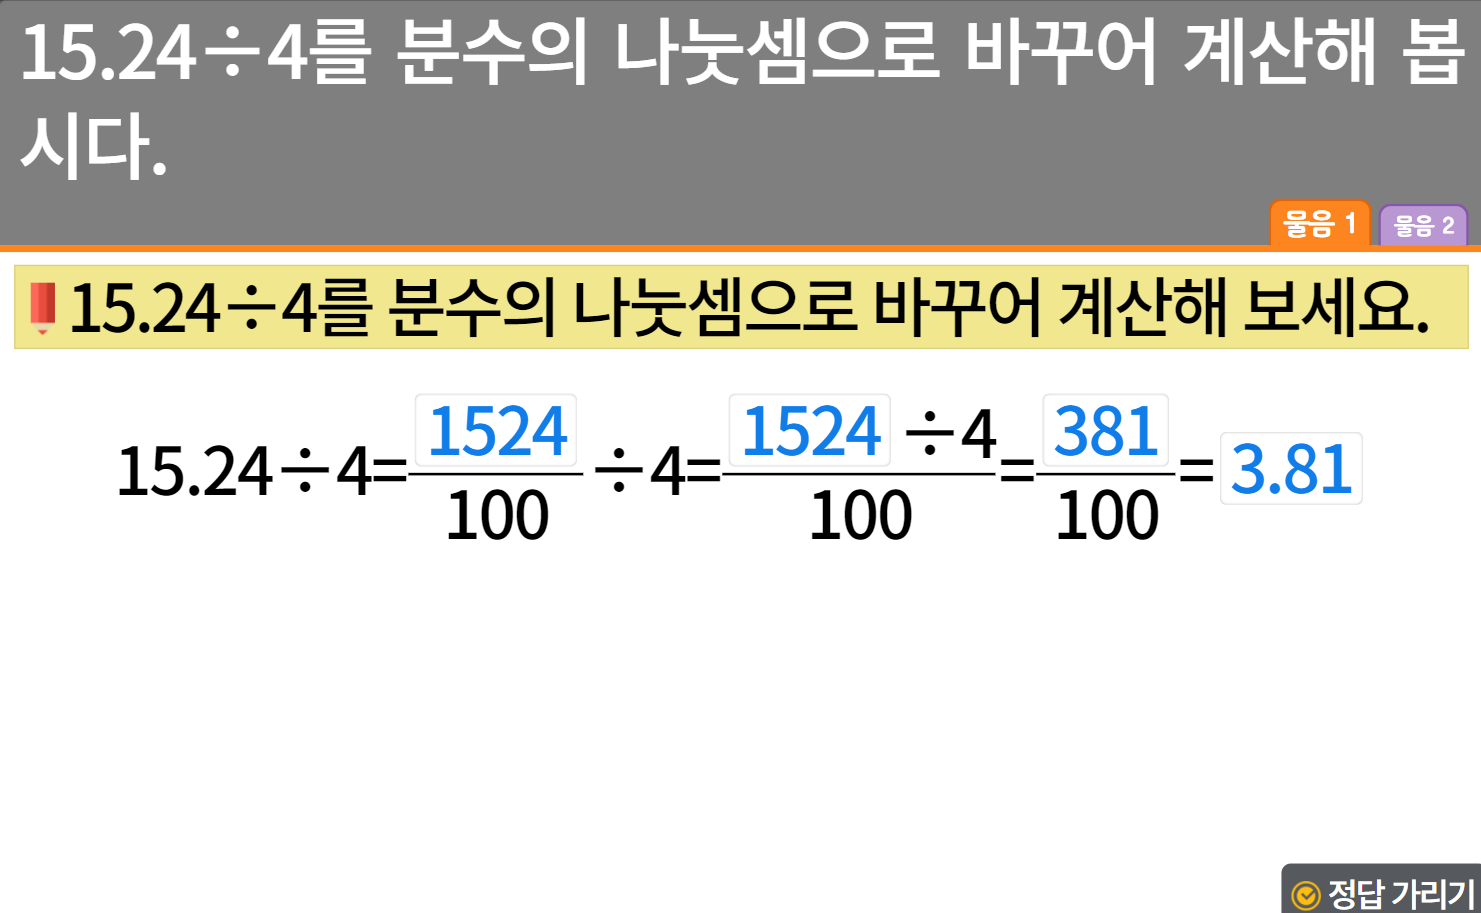 15.24÷4를 분수의 나눗셈으로 바꾸어 계산해 봅
시다.
물음 1 물음 2
15.24÷4를 분수의 나눗셈으로 바꾸어 계산해 보세요.
15.24÷4=1524/100÷4=1524÷4/100=381/100=3.81
정답 가리기